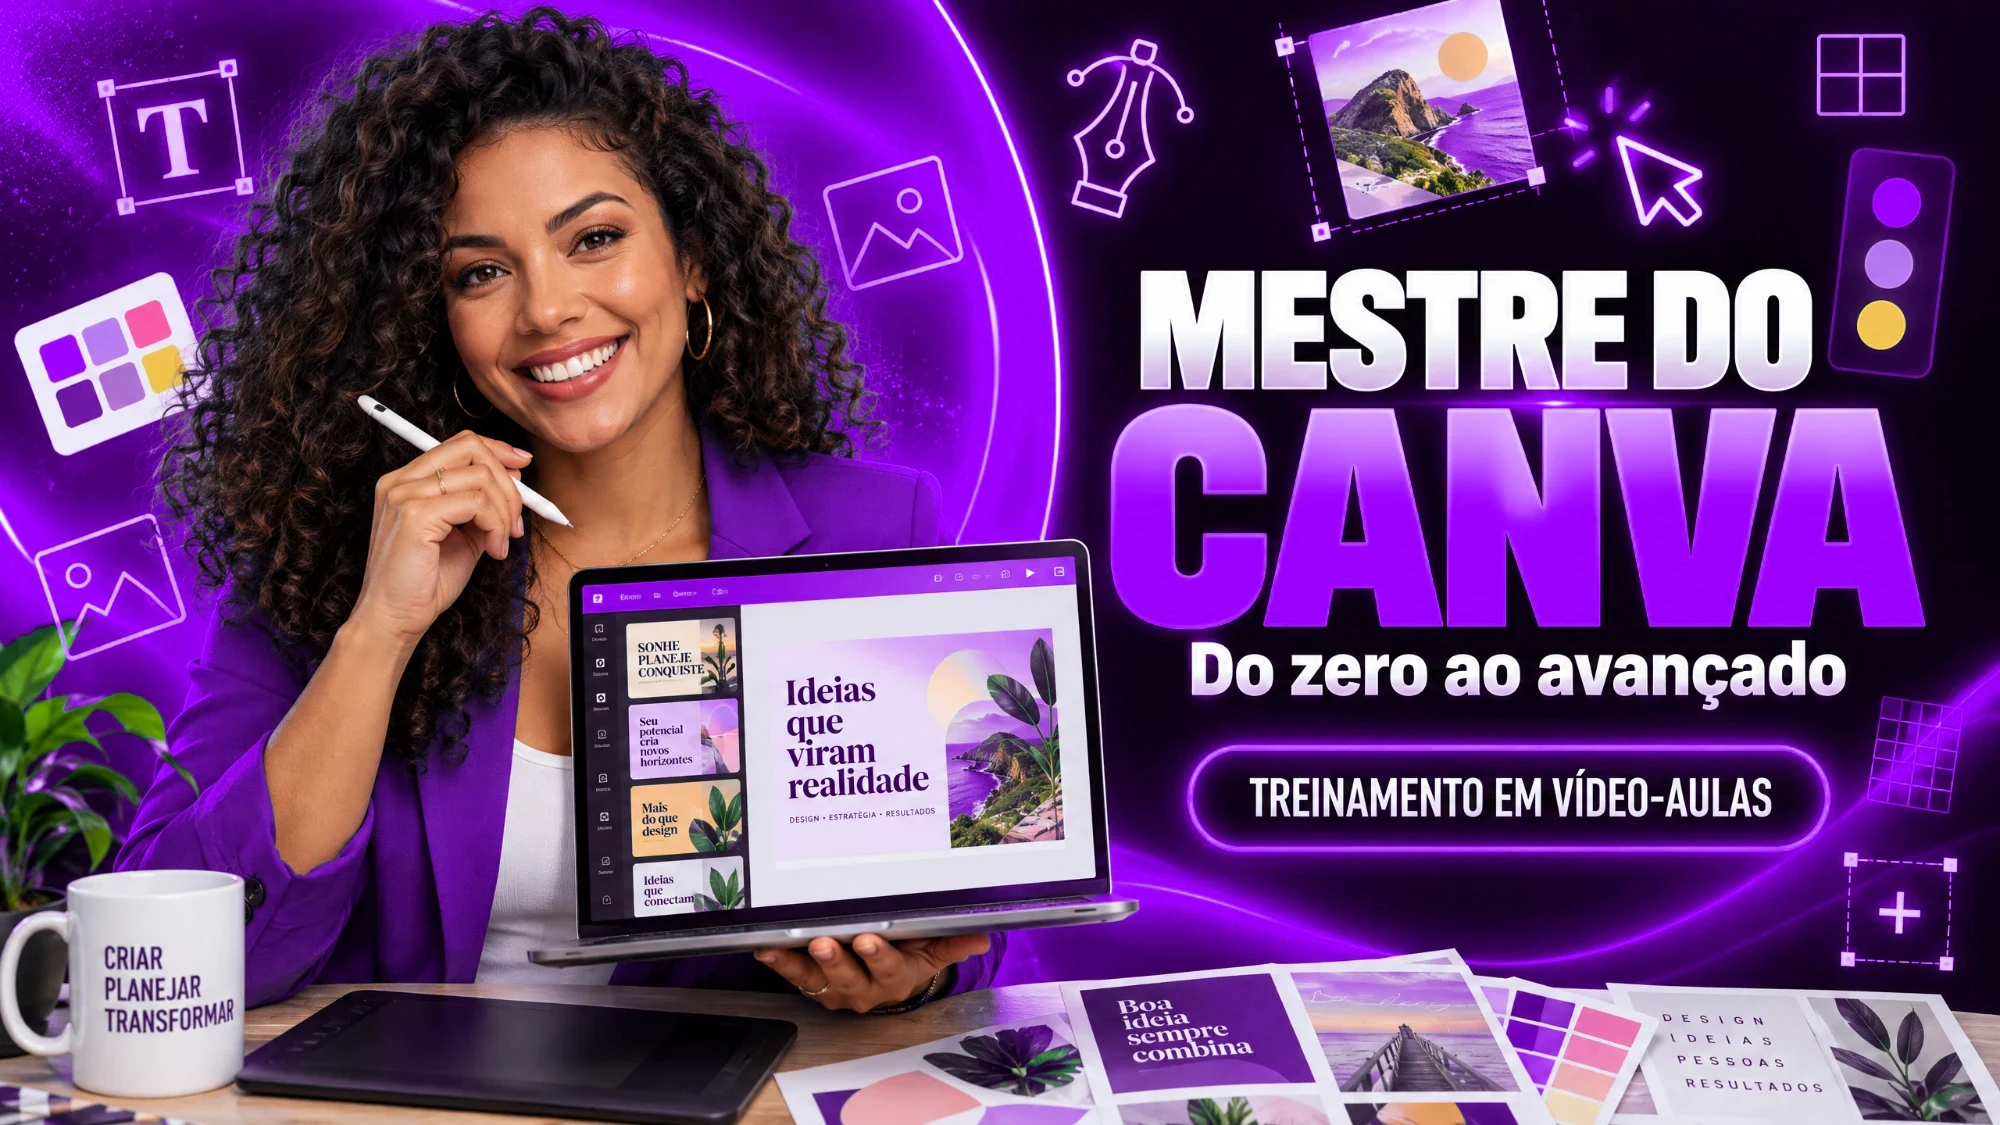 T
MESTRE DO
CANVA
Do zero ao avançado
TREINAMENTO EM VÍDEO-AULAS
SONHE
PLANEJE
CONQUISTE
Seu
potencial
cria
novos
horizontes
Mais
do que
design
Ideias
que
conectam
Ideias
que
viram
realidade
DESIGN • ESTRATÉGIA • RESULTADOS
CRIAR
PLANEJAR
TRANSFORMAR
Boa
ideia
sempre
combina
DESIGN
IDEIAS
PESSOAS
RESULTADOS